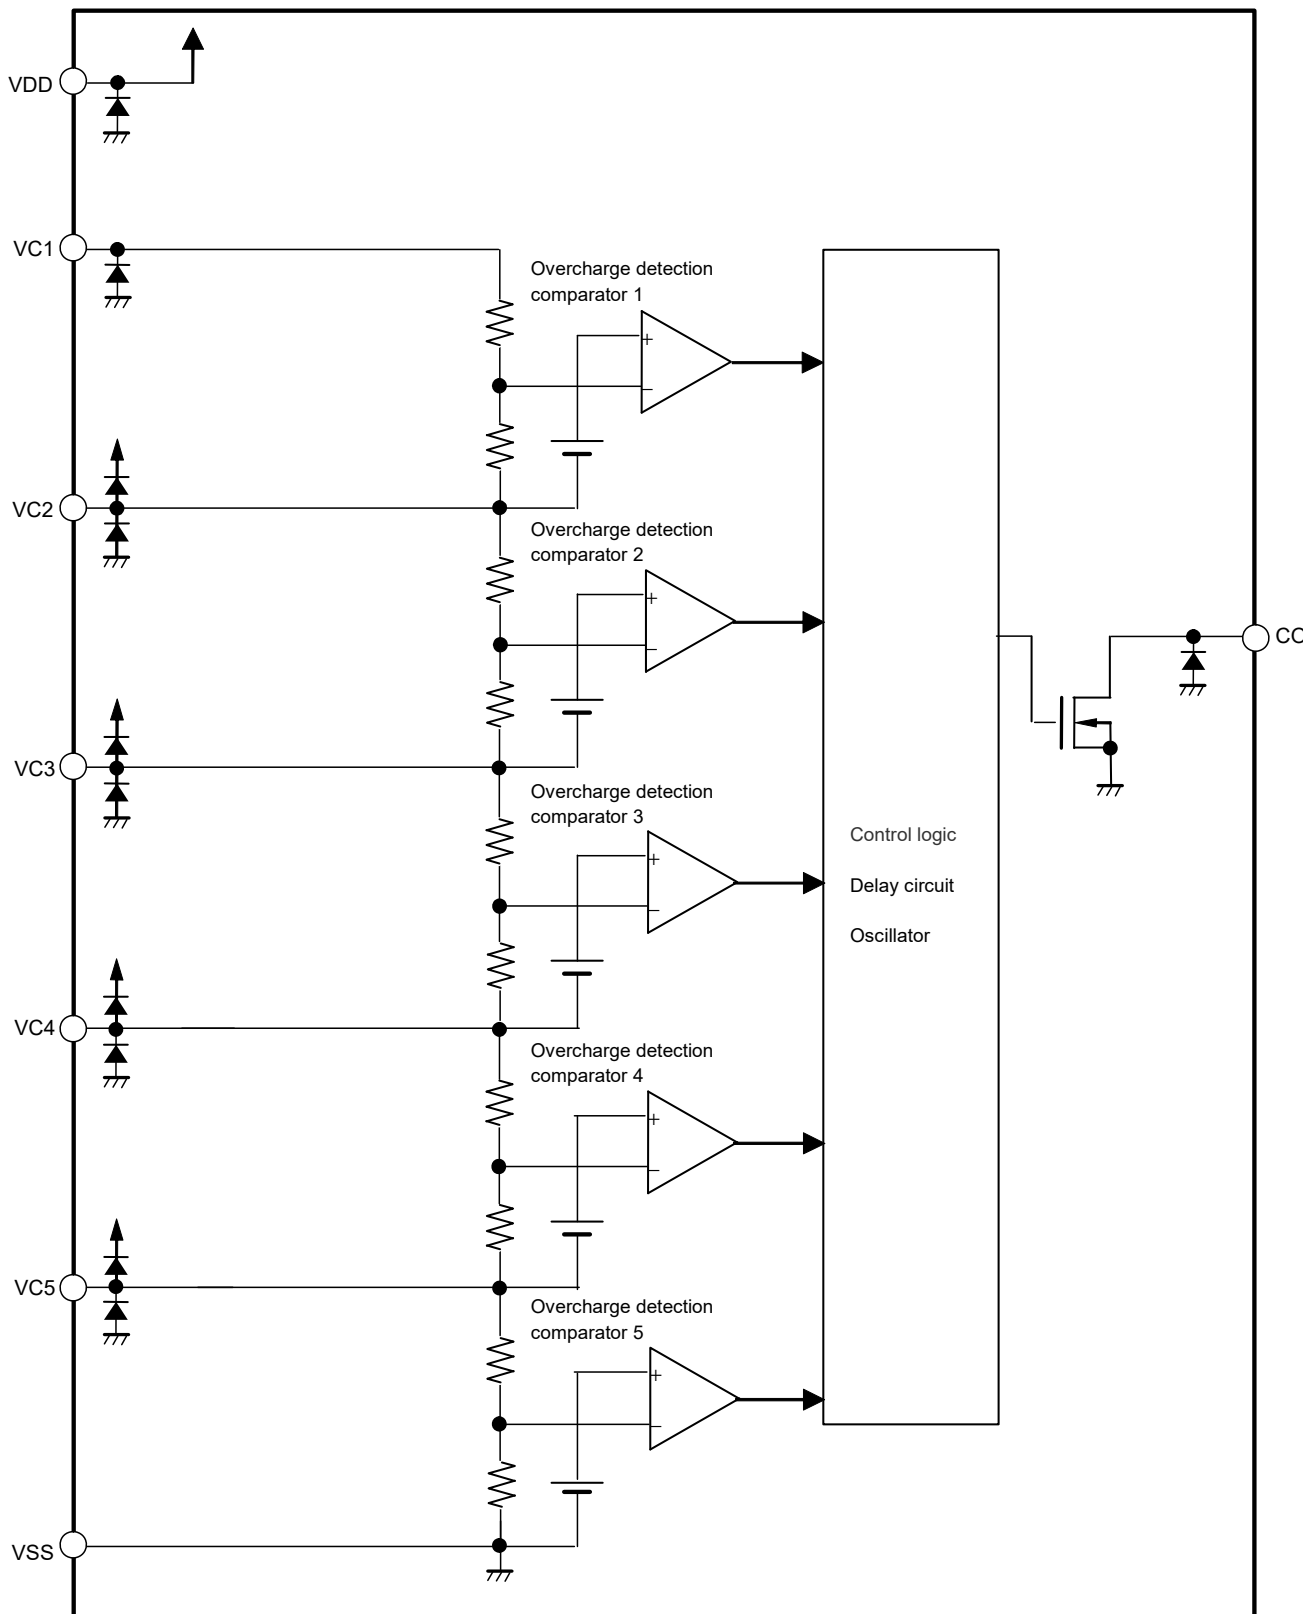 VDD
VC1
Overcharge detection
comparator 1
+
−
VC2
Overcharge detection
comparator 2
+
−
CO
VC3
Overcharge detection
comparator 3
+
−
Control logic
Delay circuit
Oscillator
VC4
Overcharge detection
comparator 4
+
−
VC5
Overcharge detection
comparator 5
+
−
VSS